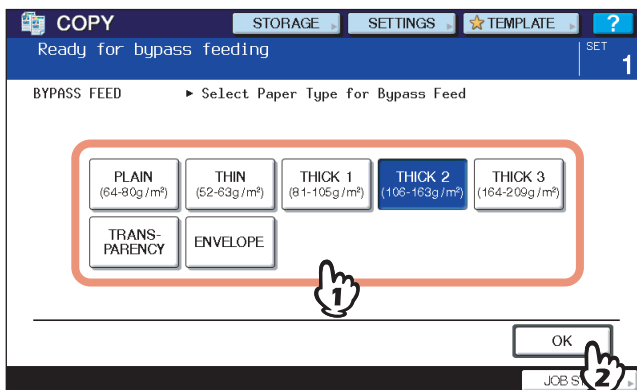 COPY STORAGE SETTINGS TEMPLATE ?
Ready for bypass feeding SET
1
BYPASS FEED ► Select Paper Type for Bypass Feed
PLAIN THIN THICK 1 THICK 2 THICK 3
(64-80g/m²) (52-63g/m²) (81-105g/m²) (106-163g/m²) (164-209g/m²)
TRANS-
PARENCY ENVELOPE
1
OK
JOB S
2